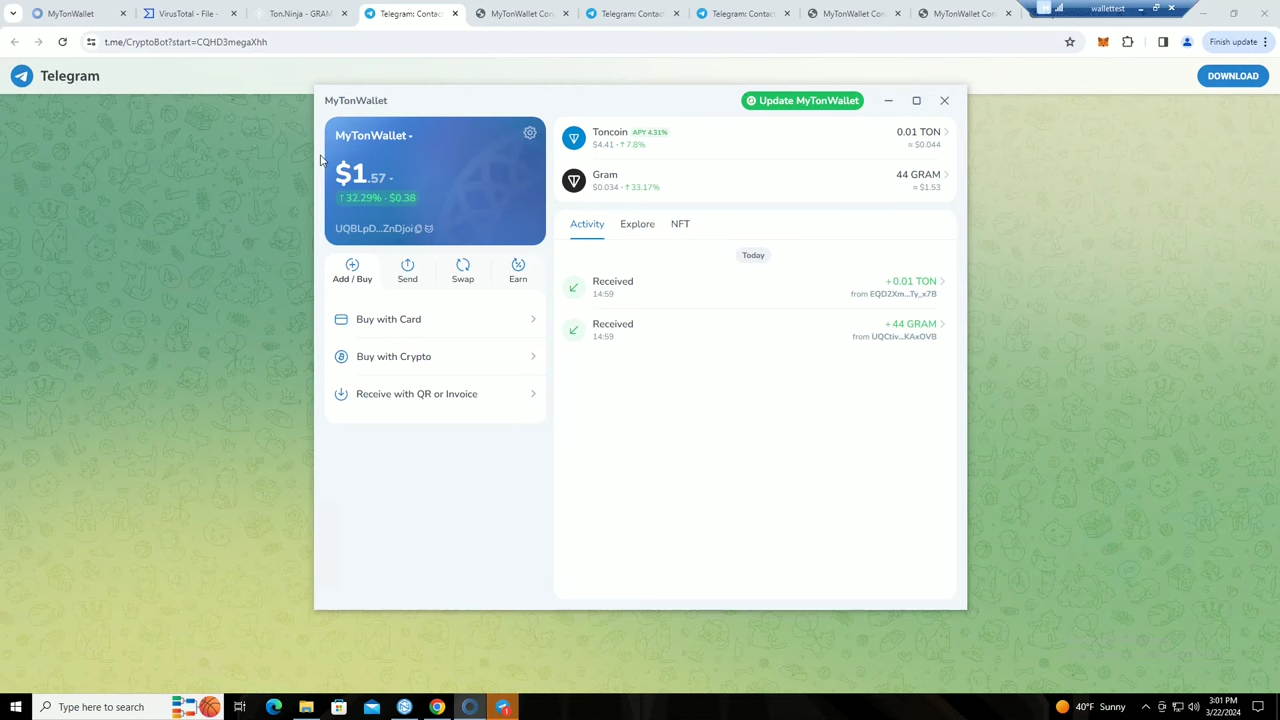 MyTonWallet
VirusTotal - File -
Ton.Ninja - GRAM
Telegram: Contac
MyTonWallet Con
Telegram: Contac
Telegram: Contac
MyTonWallet Con
MyTonWallet Con
wallettest
t.me/CryptoBot?start=CQHD3megaXhh
Finish update
Telegram
DOWNLOAD
MyTonWallet
Update MyTonWallet
MyTonWallet
$1.57
↑ 32.29% · $0.38
UQBLpD...ZnDjoi
Add / Buy
Send
Swap
Earn
Buy with Card
Buy with Crypto
Receive with QR or Invoice
Toncoin APY 4.31%
0.01 TON
$4.41 · ↑ 7.8%
≈ $0.044
Gram
44 GRAM
$0.034 · ↑ 33.17%
≈ $1.53
Activity
Explore
NFT
Today
Received
+0.01 TON
14:59
from EQD2Xm...Ty_x7B
Received
+44 GRAM
14:59
from UQCtiv...KAxOVB
Type here to search
40°F Sunny
3:01 PM
3/22/2024